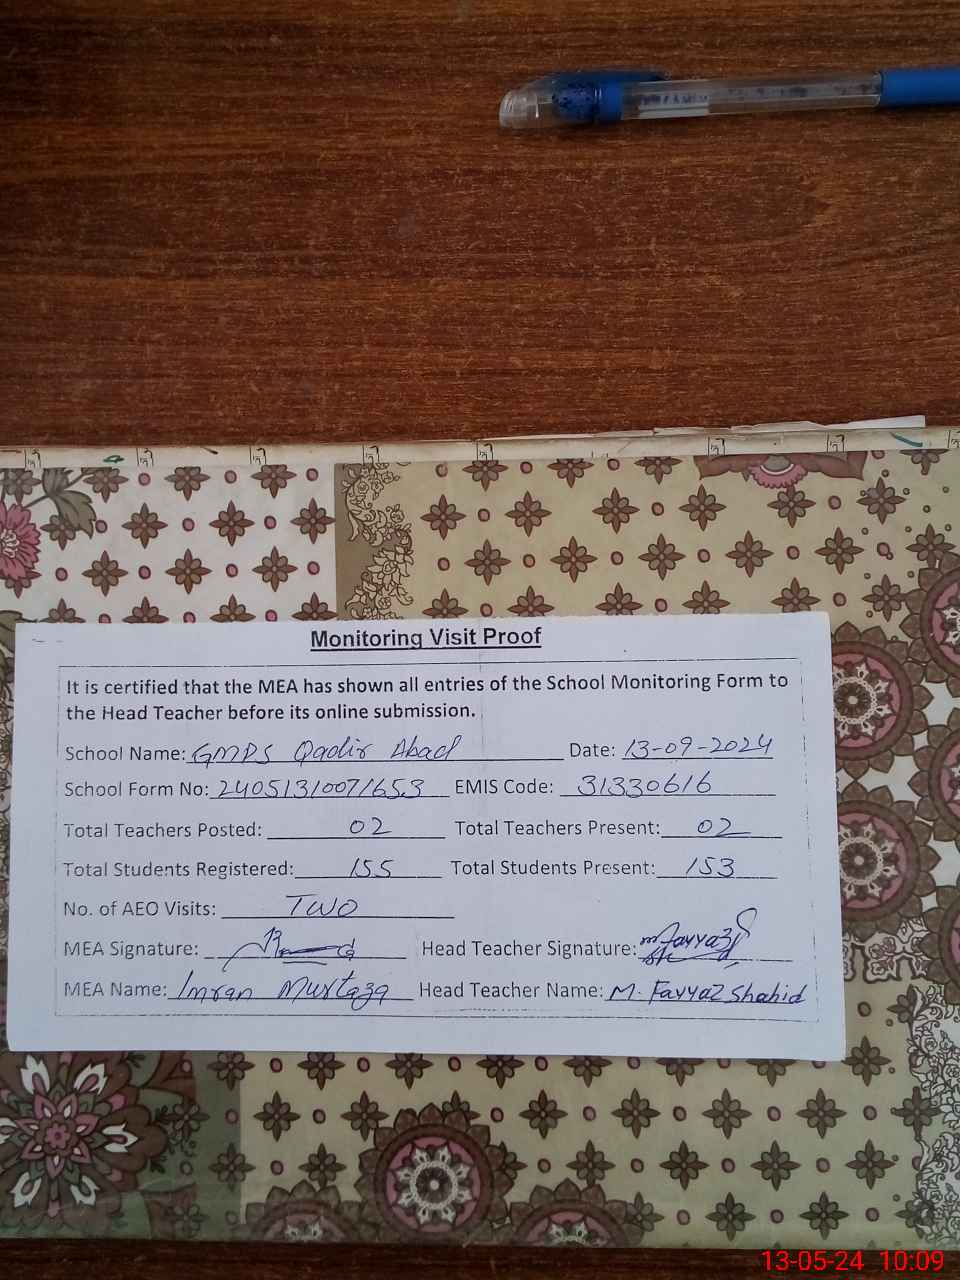 Monitoring Visit Proof
It is certified that the MEA has shown all entries of the School Monitoring Form to
the Head Teacher before its online submission.
School Name: GMPS Qadir Abad Date: 13-09-2024
School Form No: 24051310071653 EMIS Code: 31330616
Total Teachers Posted: 02 Total Teachers Present: 02
Total Students Registered: 155 Total Students Present: 153
No. of AEO Visits: TWO
MEA Signature: Head Teacher Signature: M Fayyaz
MEA Name: Imran Murtaza Head Teacher Name: M. Fayyaz Shahid
13-05-24 10:09